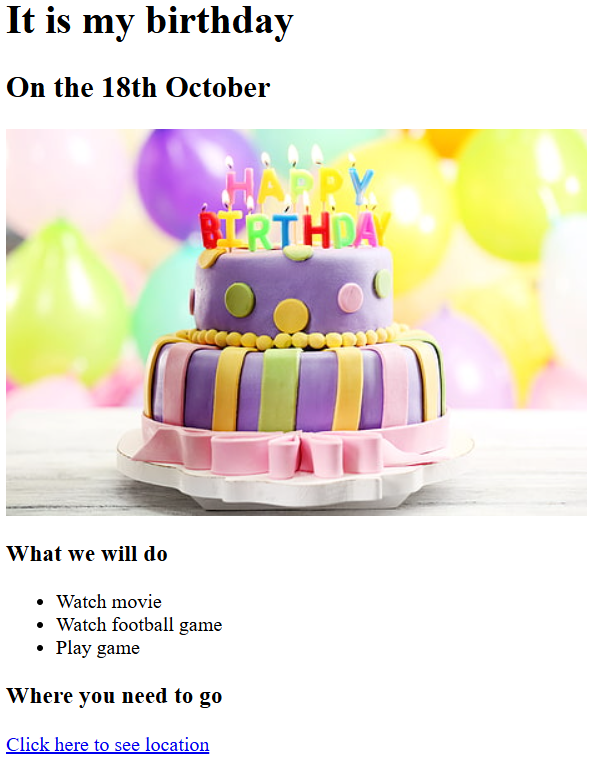 It is my birthday
On the 18th October
HAPPY
BIRTHDAY
What we will do
Watch movie
Watch football game
Play game
Where you need to go
Click here to see location